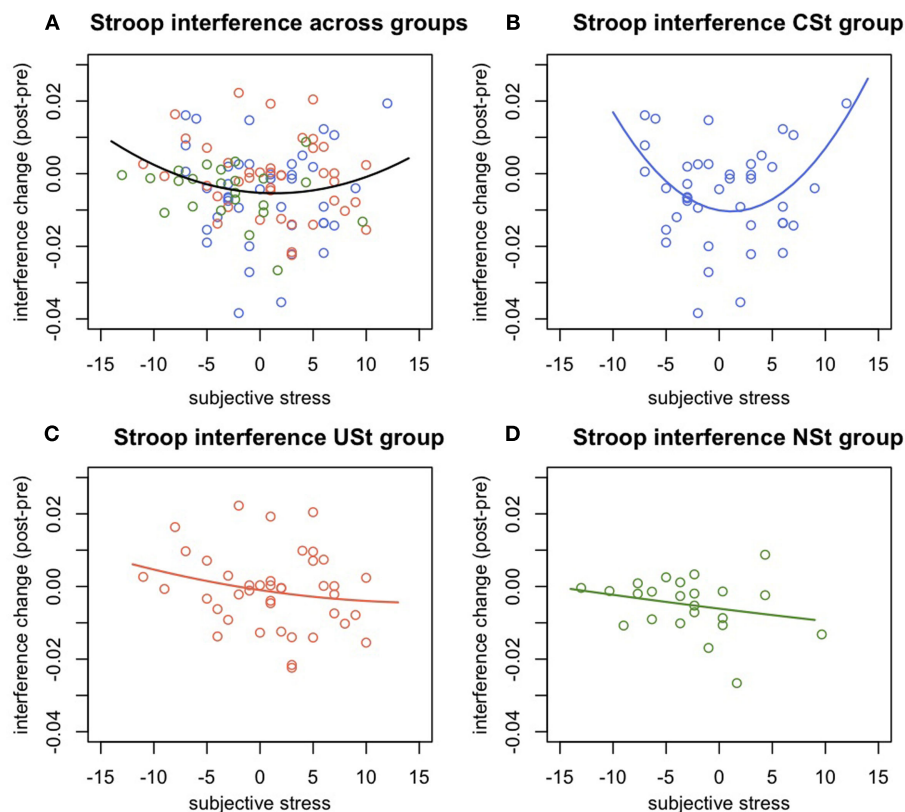 A Stroop interference across groups
interference change (post-pre)
0.02
0.00
-0.02
-0.04
-15 -10 -5 0 5 10 15
subjective stress
B Stroop interference CSt group
interference change (post-pre)
0.02
0.00
-0.02
-0.04
-15 -10 -5 0 5 10 15
subjective stress
C Stroop interference USt group
interference change (post-pre)
0.02
0.00
-0.02
-0.04
-15 -10 -5 0 5 10 15
subjective stress
D Stroop interference NSt group
interference change (post-pre)
0.02
0.00
-0.02
-0.04
-15 -10 -5 0 5 10 15
subjective stress